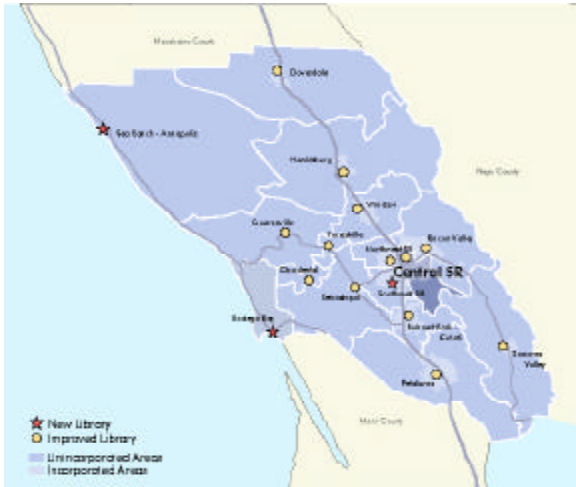 Mendocino County
Cloverdale
Sea Ranch - Annapolis
Healdsburg
Napa County
Windsor
Guerneville
Forestville
Rincon Valley
Northwest SR
Central SR
Occidental
Sebastopol
Southwest SR
Bodega Bay
Rohnert Park
Cotati
Sonoma
Valley
Petaluma
Marin County
New Library
Improved Library
Unincorporated Areas
Incorporated Areas